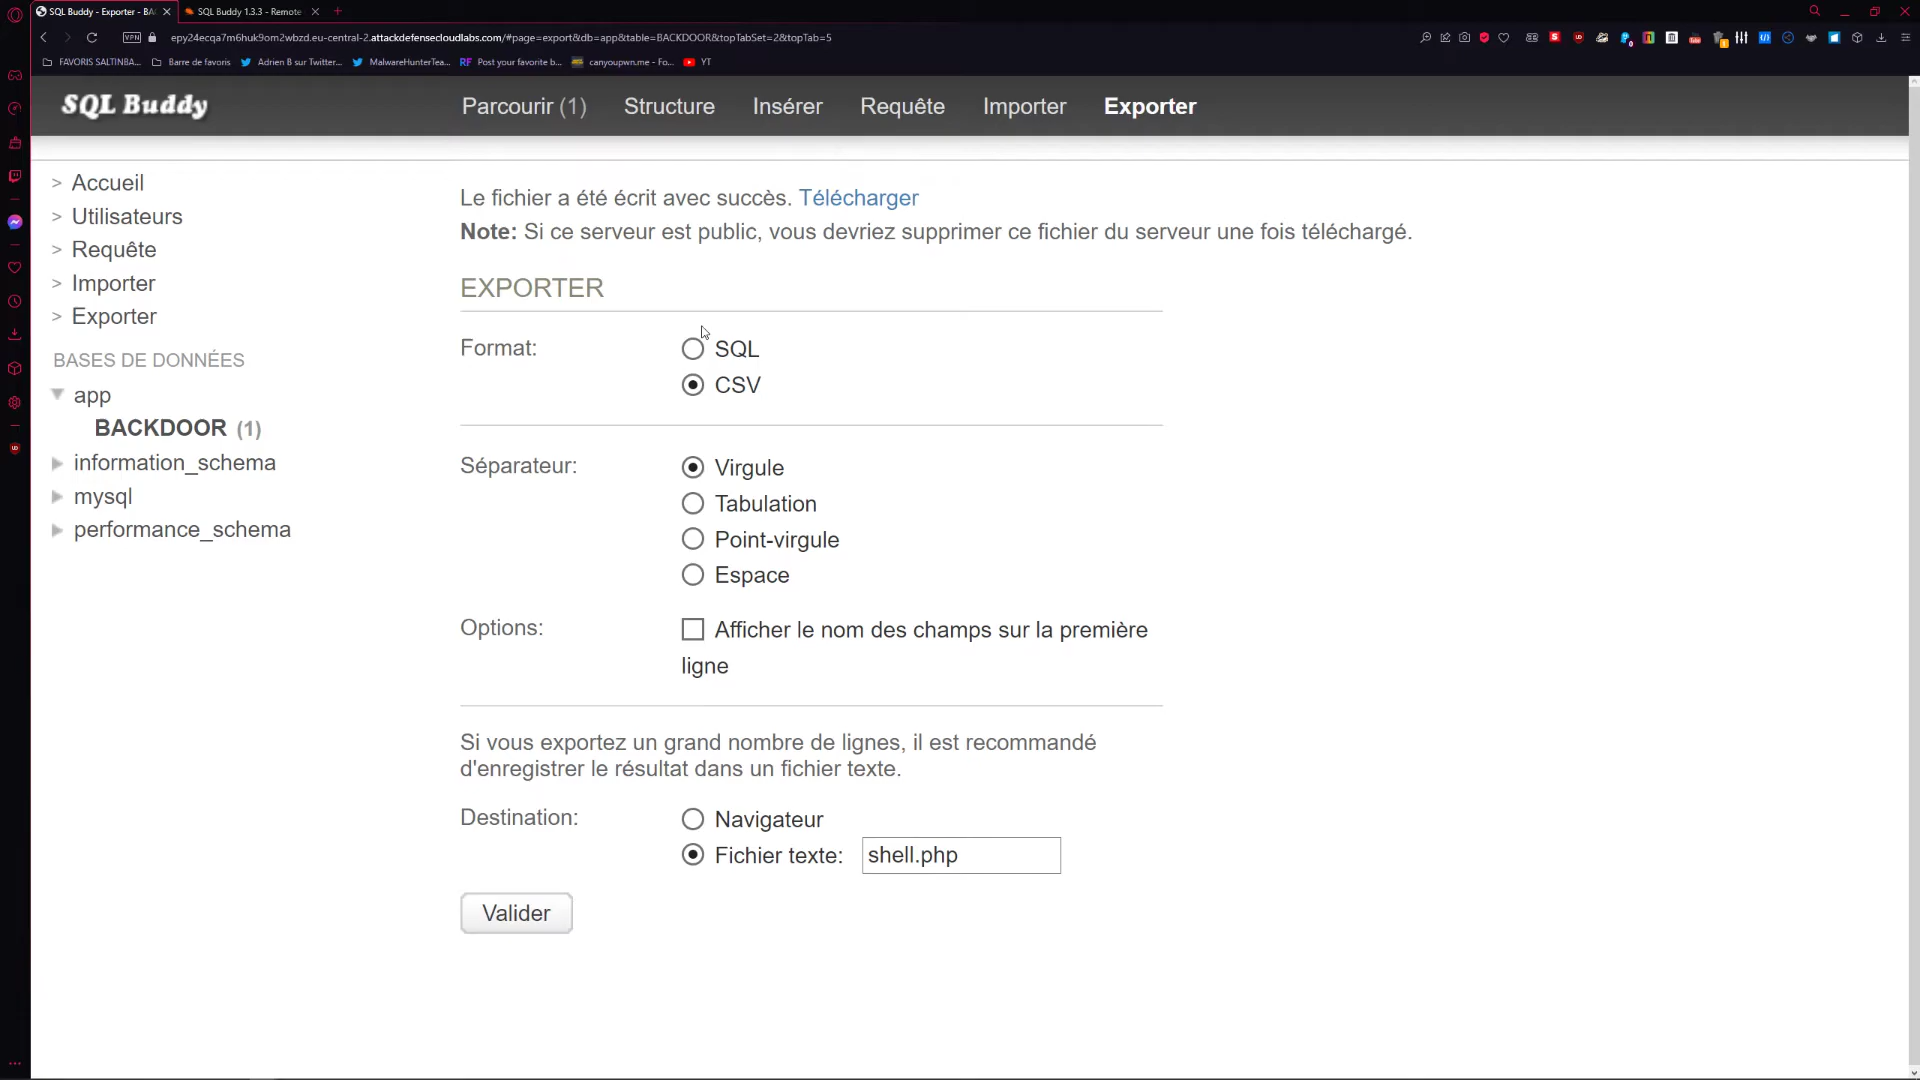 SQL Buddy - Exporter - BA
SQL Buddy 1.3.3 - Remote
VPN
epy24ecqa7m6huk9om2wbzd.eu-central-2.attackdefensecloudlabs.com/#page=export&db=app&table=BACKDOOR&topTabSet=2&topTab=5
FAVORIS SALTINBA...
Barre de favoris
Adrien B sur Twitter...
MalwareHunterTea...
RF Post your favorite b...
canyoupwn.me - Fo...
YT
SQL Buddy
Parcourir (1)
Structure
Insérer
Requête
Importer
Exporter
> Accueil
> Utilisateurs
> Requête
> Importer
> Exporter
BASES DE DONNÉES
app
BACKDOOR (1)
information_schema
mysql
performance_schema
Le fichier a été écrit avec succès. Télécharger
Note: Si ce serveur est public, vous devriez supprimer ce fichier du serveur une fois téléchargé.
EXPORTER
Format:
SQL
CSV
Séparateur:
Virgule
Tabulation
Point-virgule
Espace
Options:
Afficher le nom des champs sur la première
ligne
Si vous exportez un grand nombre de lignes, il est recommandé
d'enregistrer le résultat dans un fichier texte.
Destination:
Navigateur
Fichier texte: shell.php
Valider